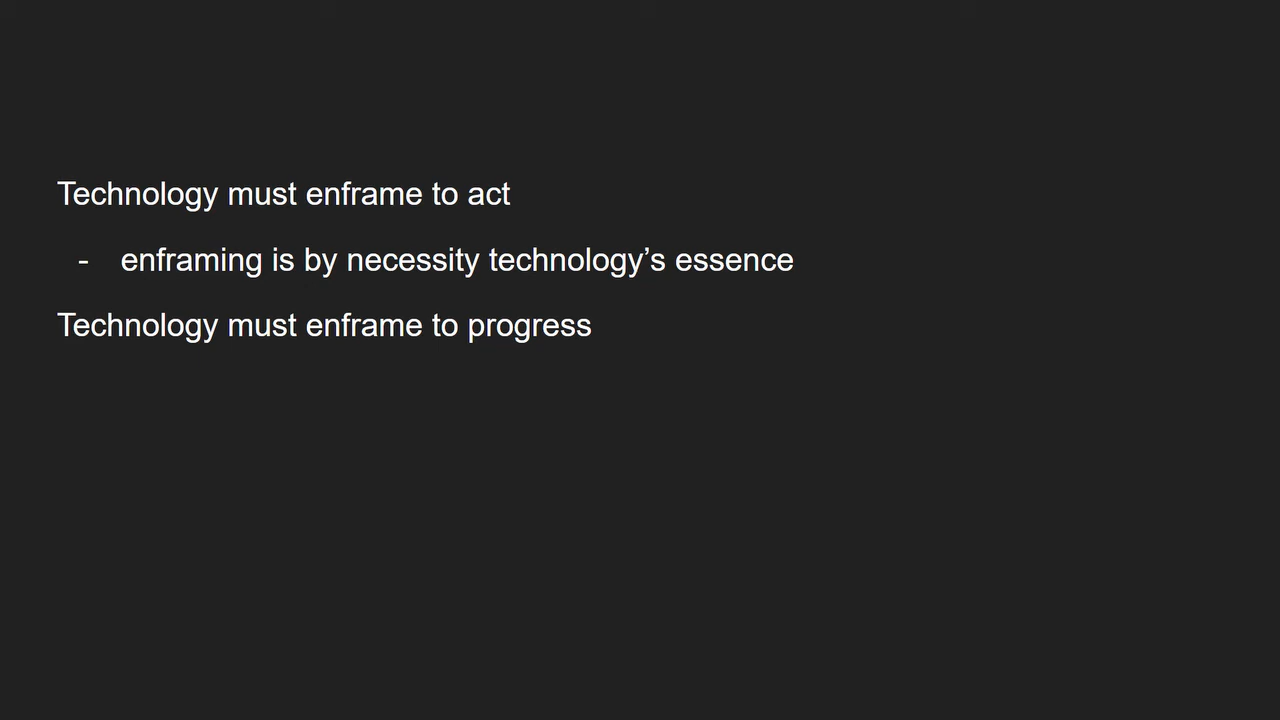 Technology must enframe to act
- enframing is by necessity technology’s essence
Technology must enframe to progress